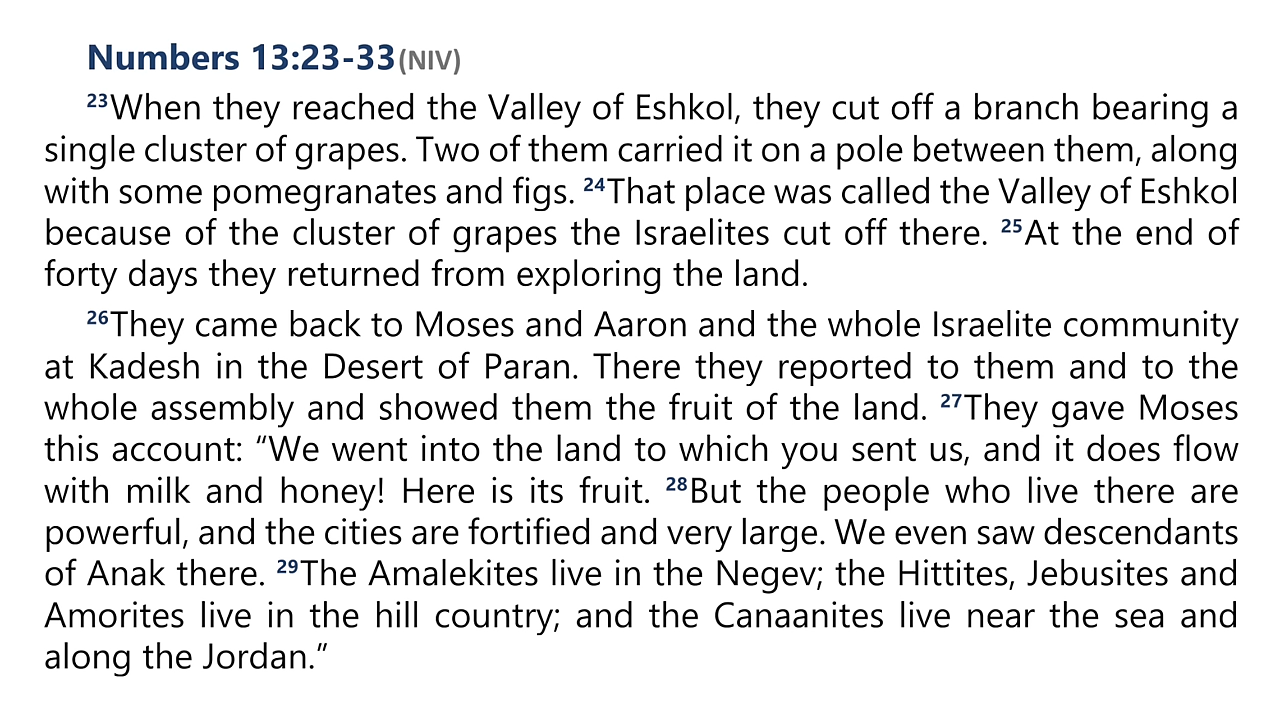 Numbers 13:23-33(NIV)
23When they reached the Valley of Eshkol, they cut off a branch bearing a
single cluster of grapes. Two of them carried it on a pole between them, along
with some pomegranates and figs. 24That place was called the Valley of Eshkol
because of the cluster of grapes the Israelites cut off there. 25At the end of
forty days they returned from exploring the land.
26They came back to Moses and Aaron and the whole Israelite community
at Kadesh in the Desert of Paran. There they reported to them and to the
whole assembly and showed them the fruit of the land. 27They gave Moses
this account: “We went into the land to which you sent us, and it does flow
with milk and honey! Here is its fruit. 28But the people who live there are
powerful, and the cities are fortified and very large. We even saw descendants
of Anak there. 29The Amalekites live in the Negev; the Hittites, Jebusites and
Amorites live in the hill country; and the Canaanites live near the sea and
along the Jordan.”